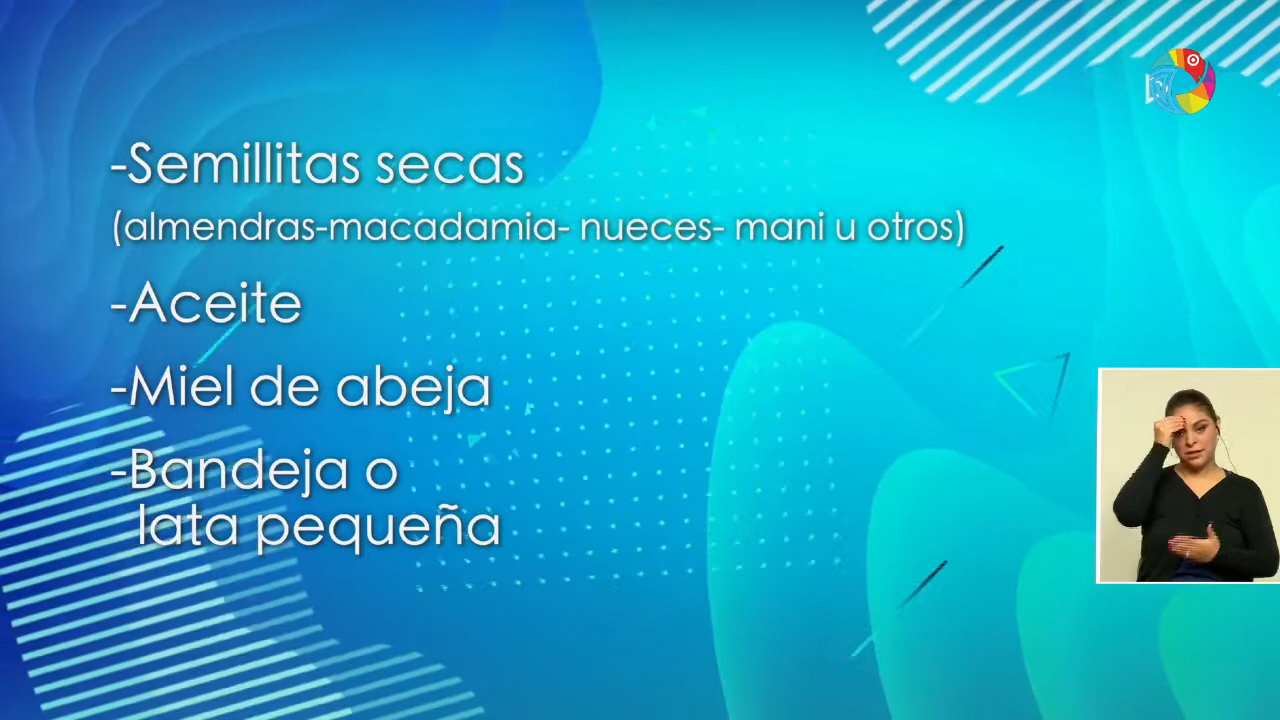 -Semillitas secas
(almendras-macadamia- nueces- mani u otros)
-Aceite
-Miel de abeja
-Bandeja o
lata pequeña